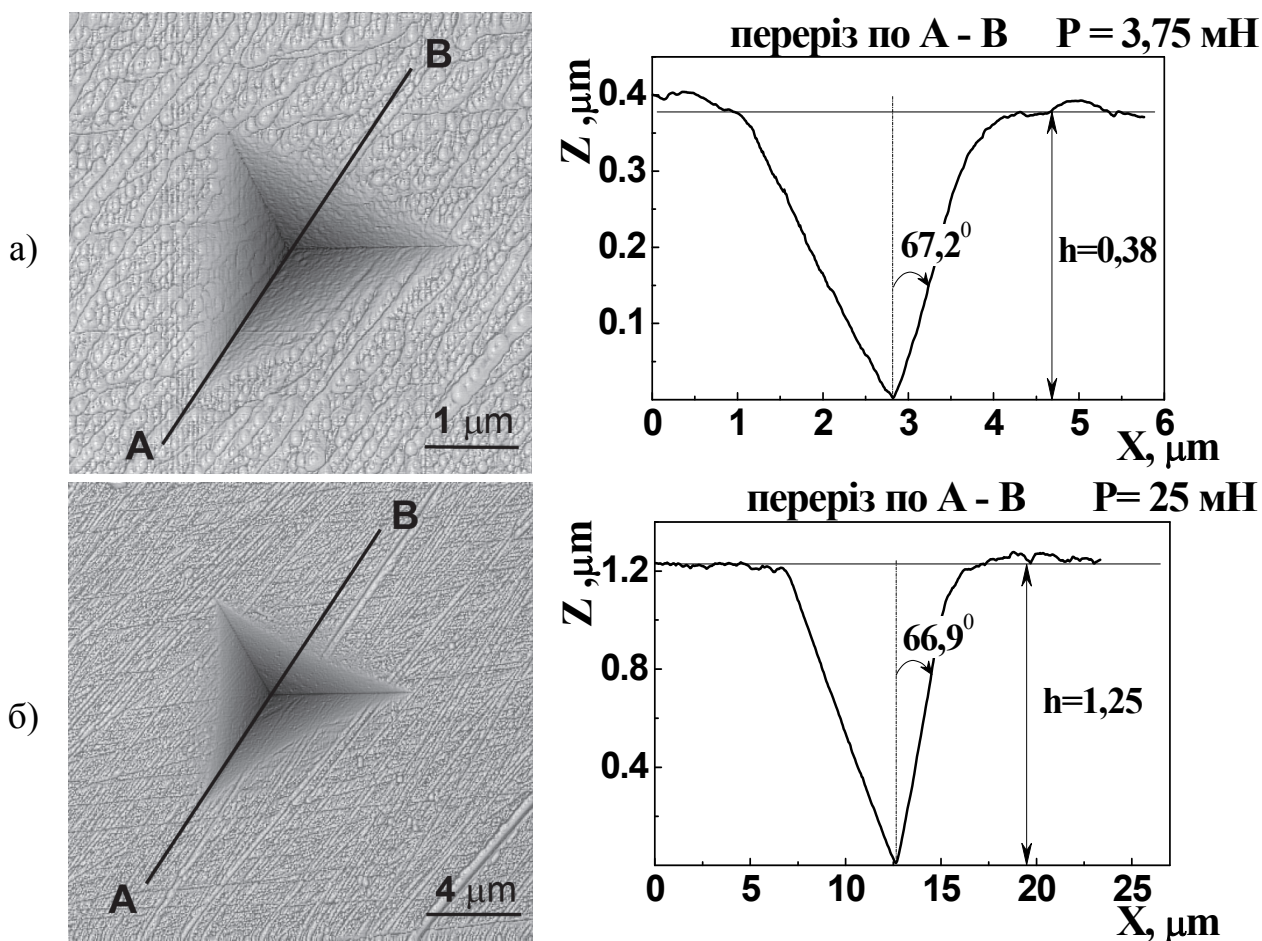 а)
B
A
1 μm
переріз по А - В P = 3,75 мН
Z ,μm
0.4
0.3
0.2
0.1
67,2⁰
h=0,38
0 1 2 3 4 5 6
X, μm
б)
B
A
4 μm
переріз по А - В P= 25 мН
Z ,μm
1.2
0.8
0.4
66,9⁰
h=1,25
0 5 10 15 20 25
X, μm